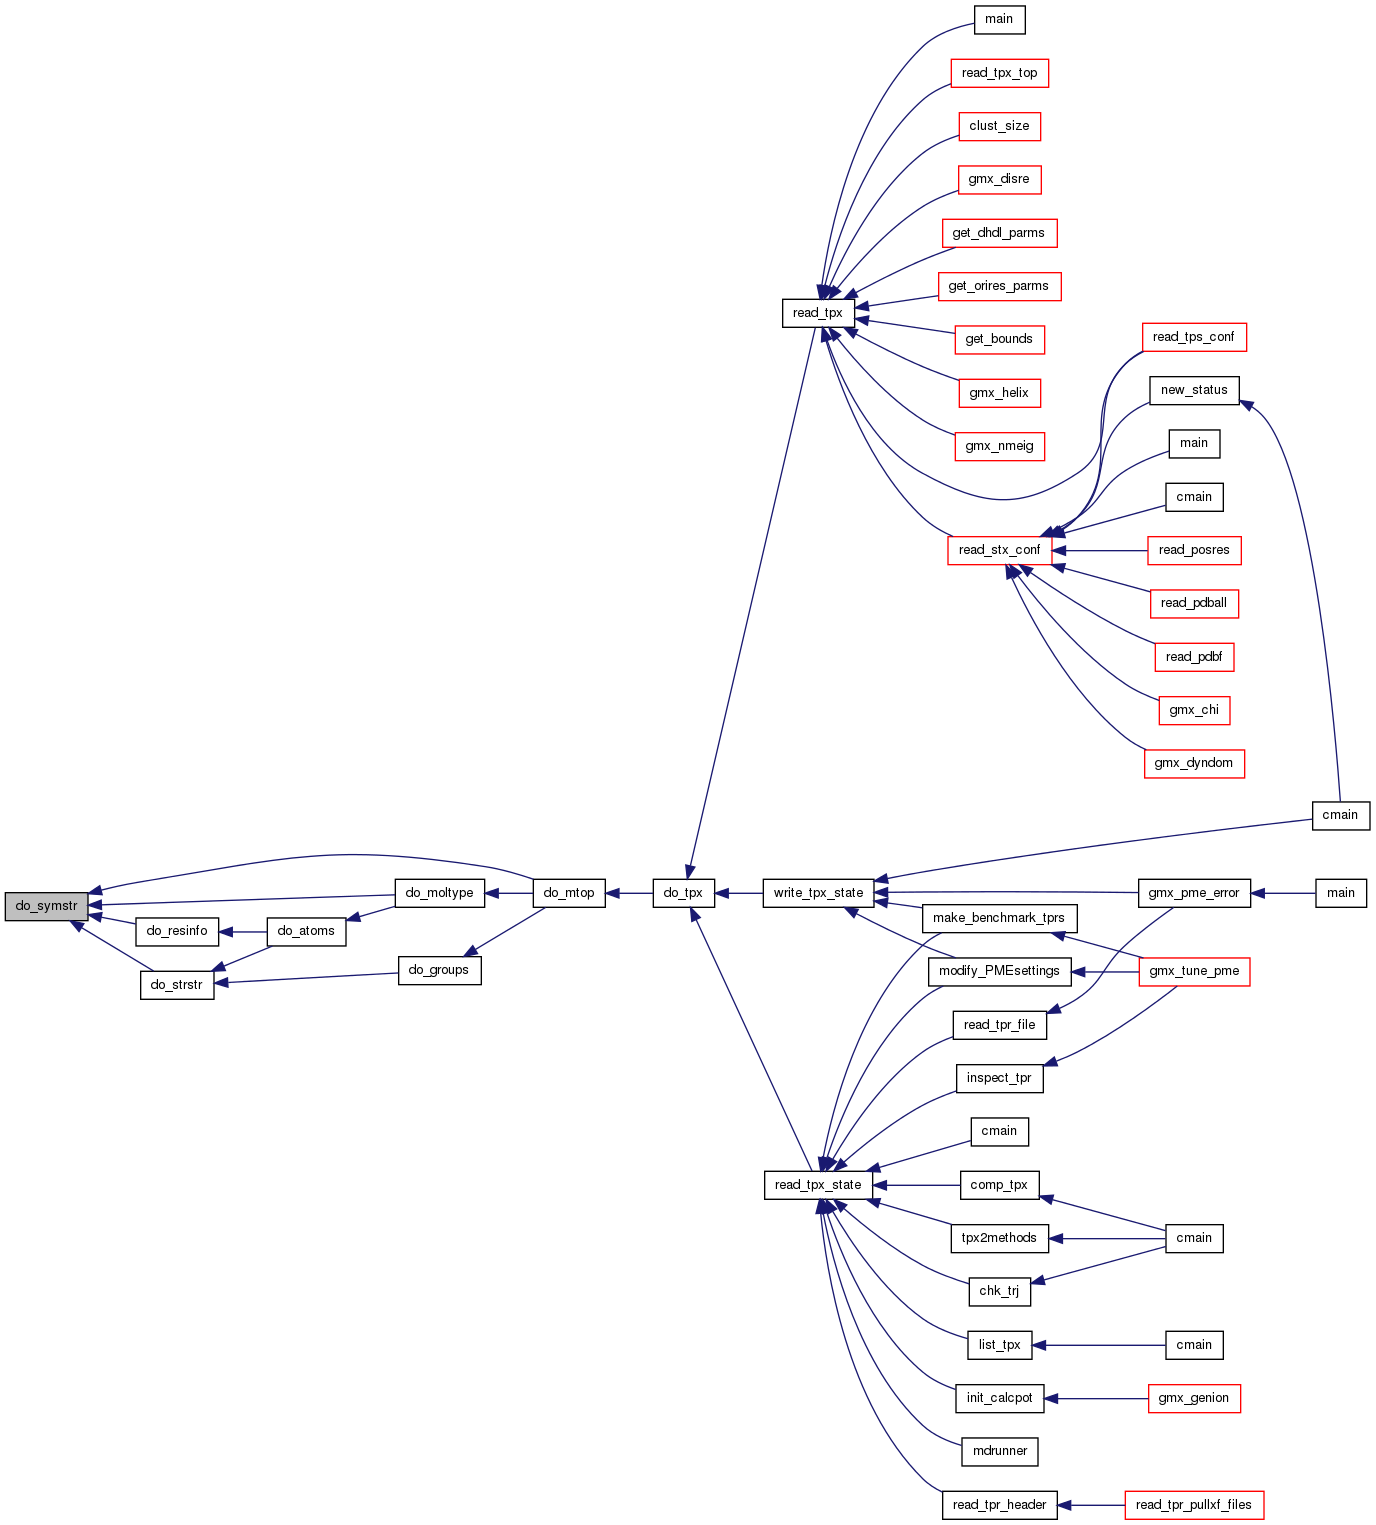 main
read_tpx_top
clust_size
gmx_disre
get_dhdl_parms
get_orires_parms
read_tpx
get_bounds
read_tps_conf
gmx_helix
new_status
gmx_nmeig
main
cmain
read_stx_conf
read_posres
read_pdball
read_pdbf
gmx_chi
gmx_dyndom
cmain
do_symstr
do_moltype
do_mtop
do_tpx
write_tpx_state
gmx_pme_error
main
make_benchmark_tprs
do_resinfo
do_atoms
do_groups
modify_PMEsettings
gmx_tune_pme
do_strstr
read_tpr_file
inspect_tpr
cmain
read_tpx_state
comp_tpx
tpx2methods
cmain
chk_trj
list_tpx
cmain
init_calcpot
gmx_genion
mdrunner
read_tpr_header
read_tpr_pullxf_files